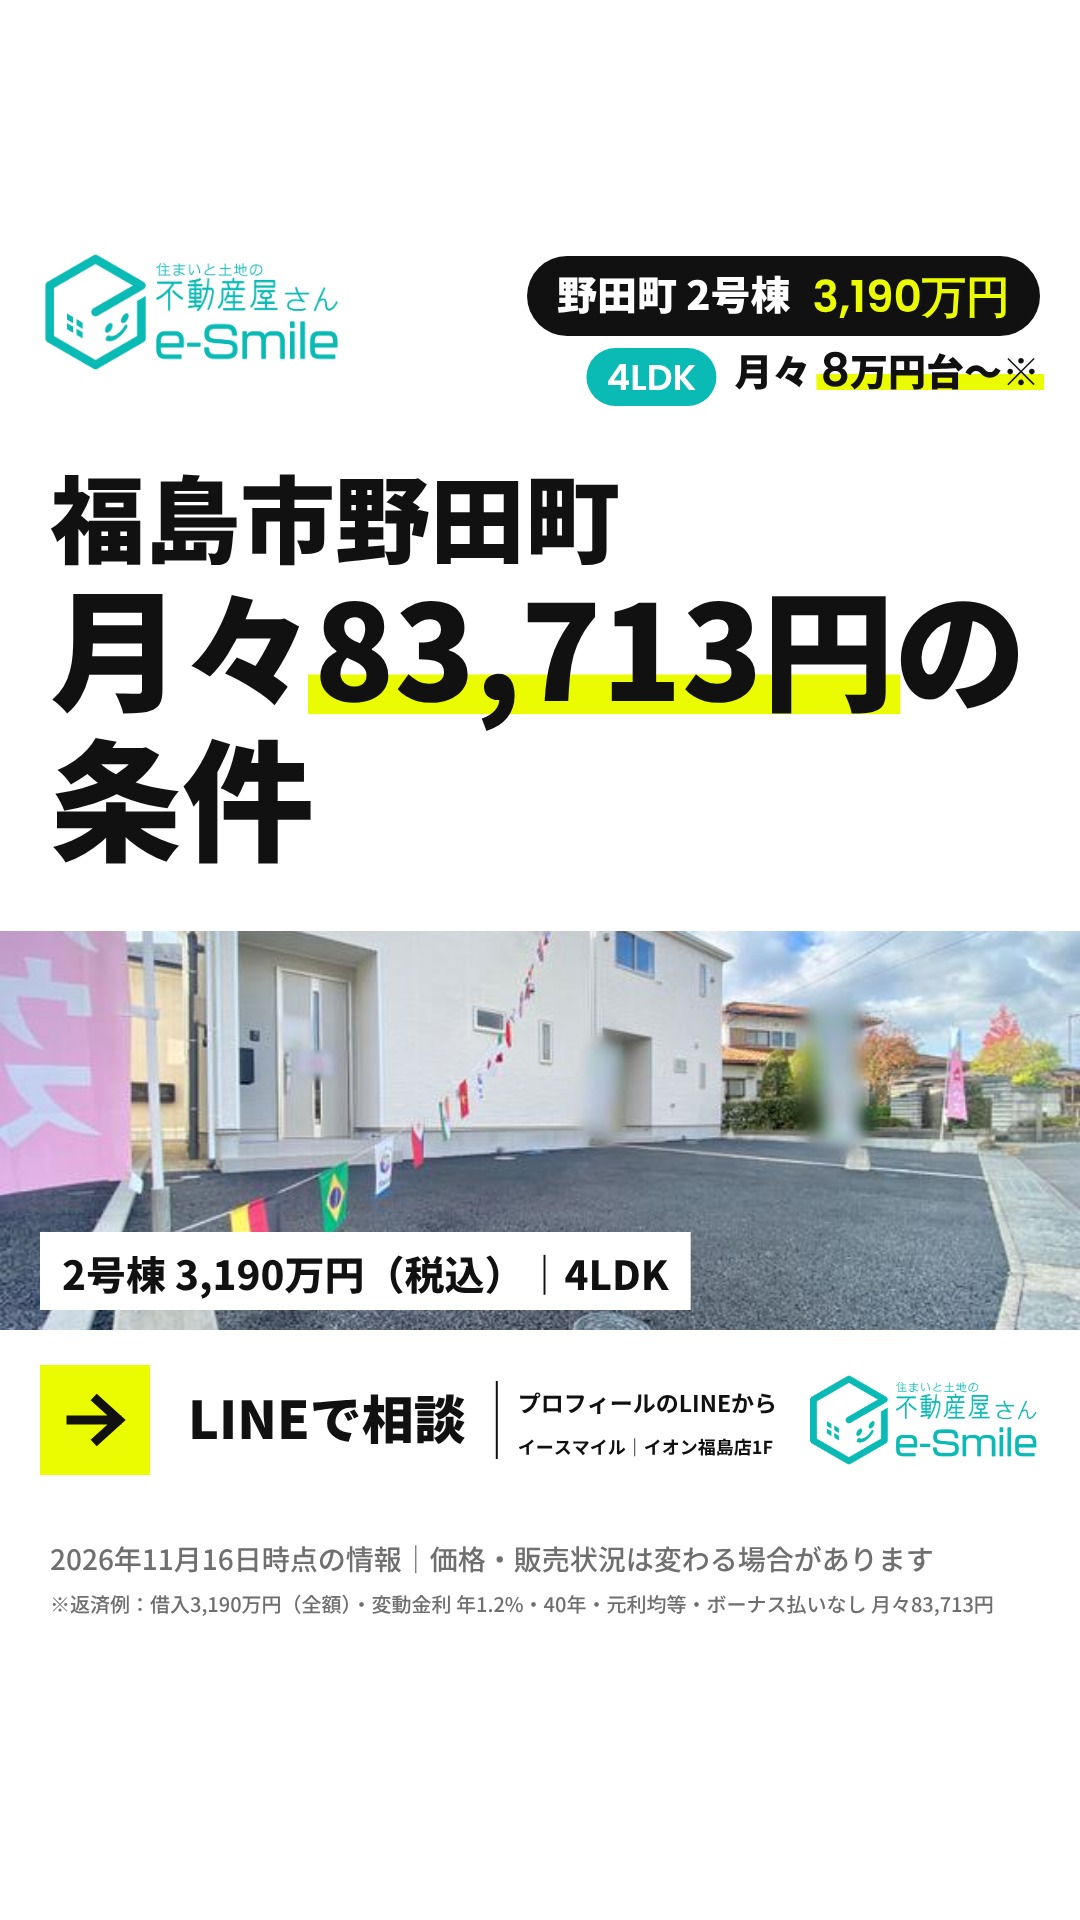 住まいと土地の
不動産屋さん
e-Smile
野田町 2号棟 3,190万円
4LDK 月々 8万円台〜※
福島市野田町
月々83,713円の
条件
ウス
2号棟 3,190万円（税込）｜4LDK
LINEで相談
プロフィールのLINEから
イースマイル｜イオン福島店1F
住まいと土地の
不動産屋さん
e-Smile
2026年11月16日時点の情報｜価格・販売状況は変わる場合があります
※返済例：借入3,190万円（全額）・変動金利 年1.2%・40年・元利均等・ボーナス払いなし 月々83,713円